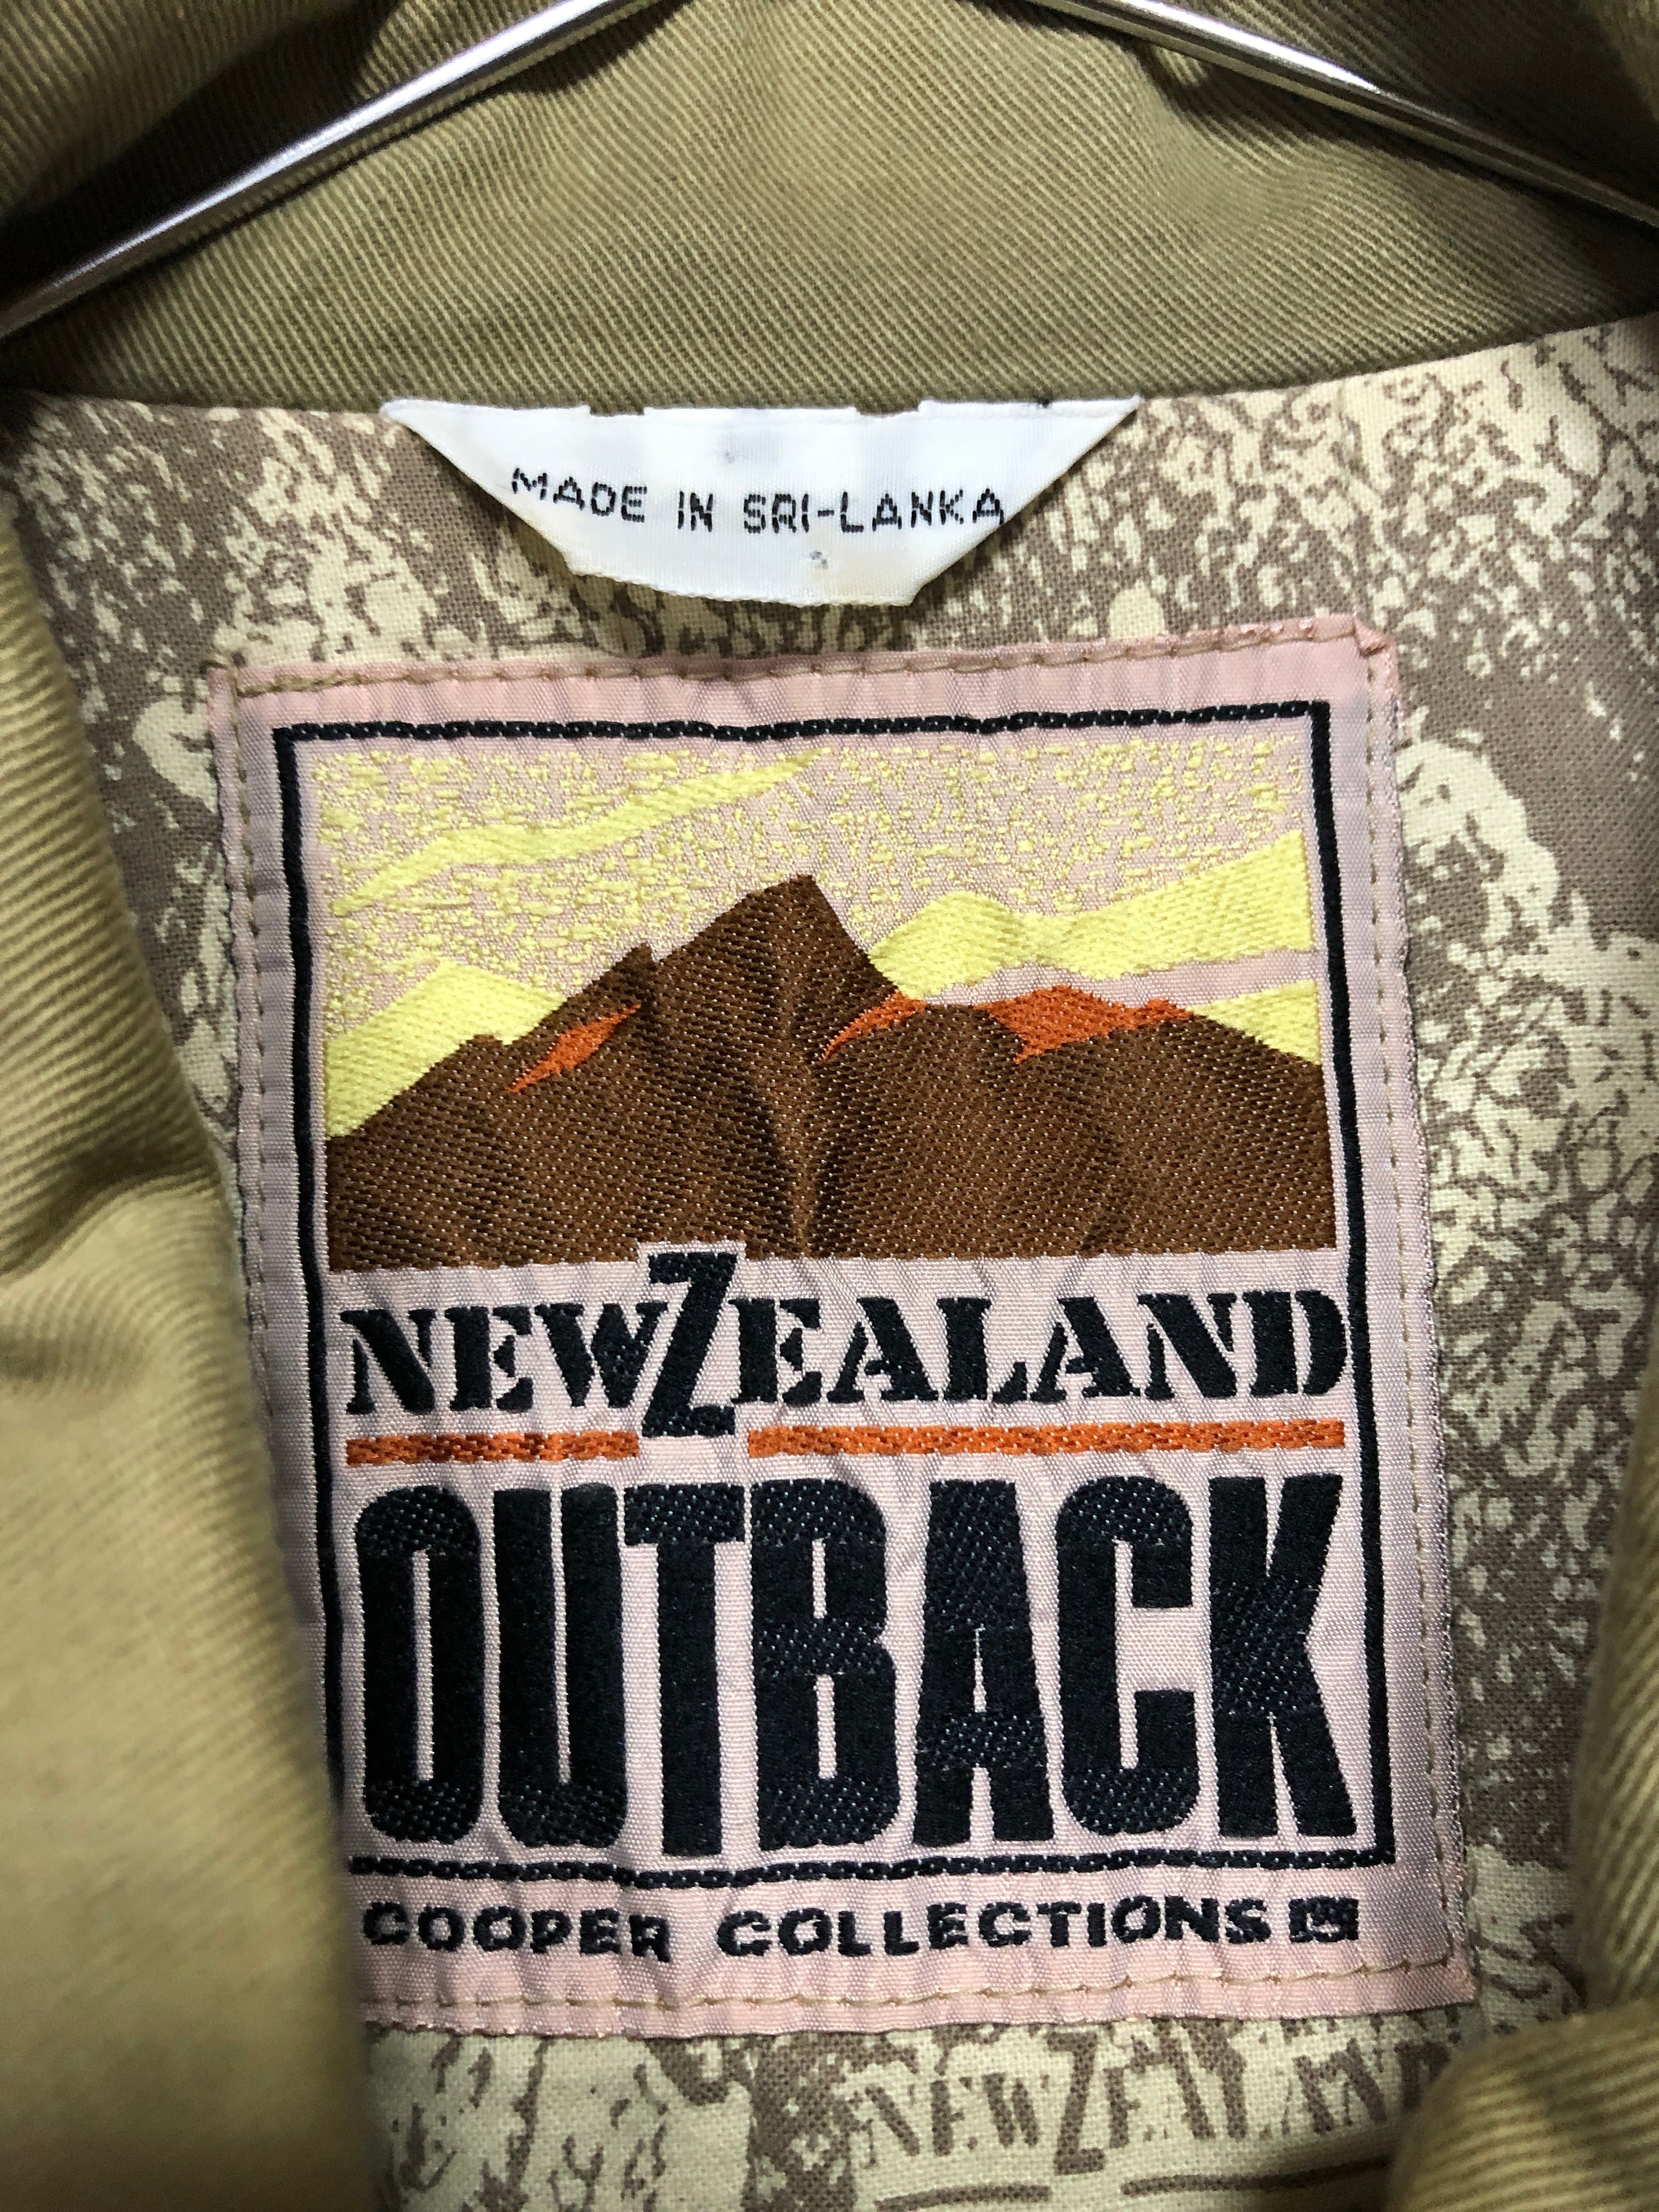 MADE IN SRI-LANKA
NEWZEALAND
OUTBACK
COOPER COLLECTIONS
NEWZEALAND